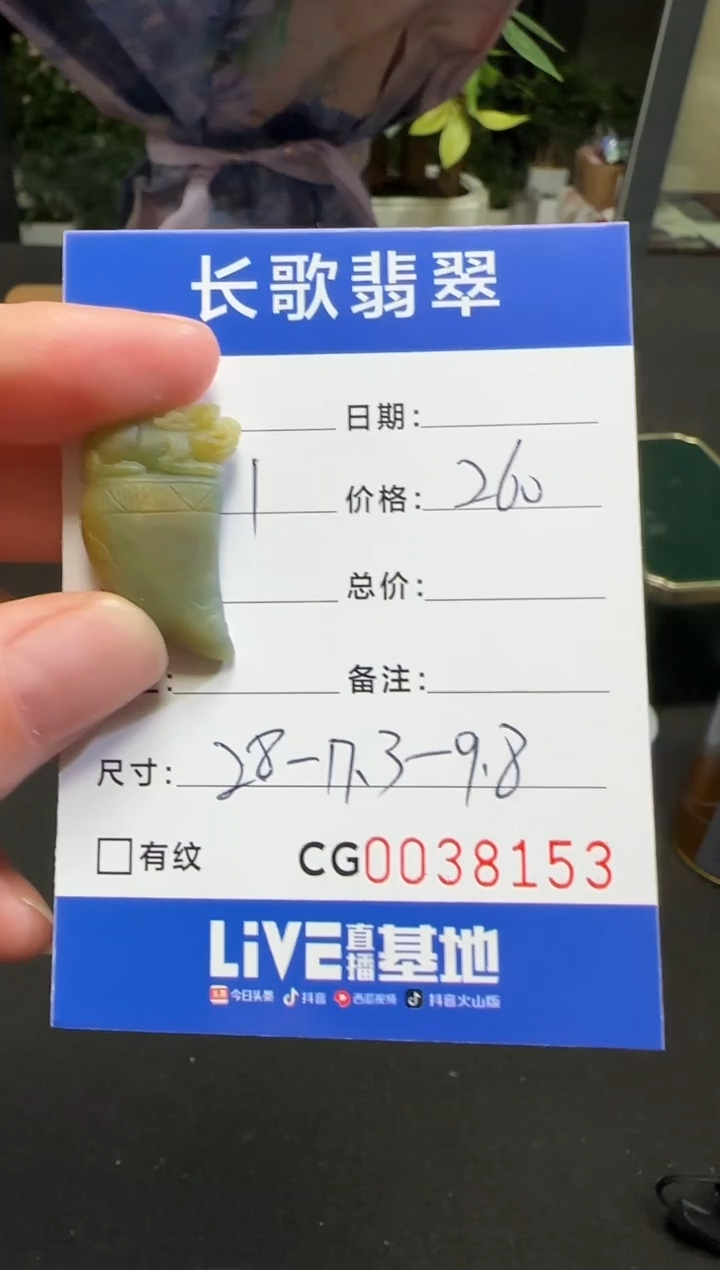 长歌翡翠
日期:
1 价格: 260
总价:
备注:
尺寸: 28-17.3-9.8
有纹 CG0038153
LiVE直播基地
今日头条 抖音 西瓜视频 抖音火山版